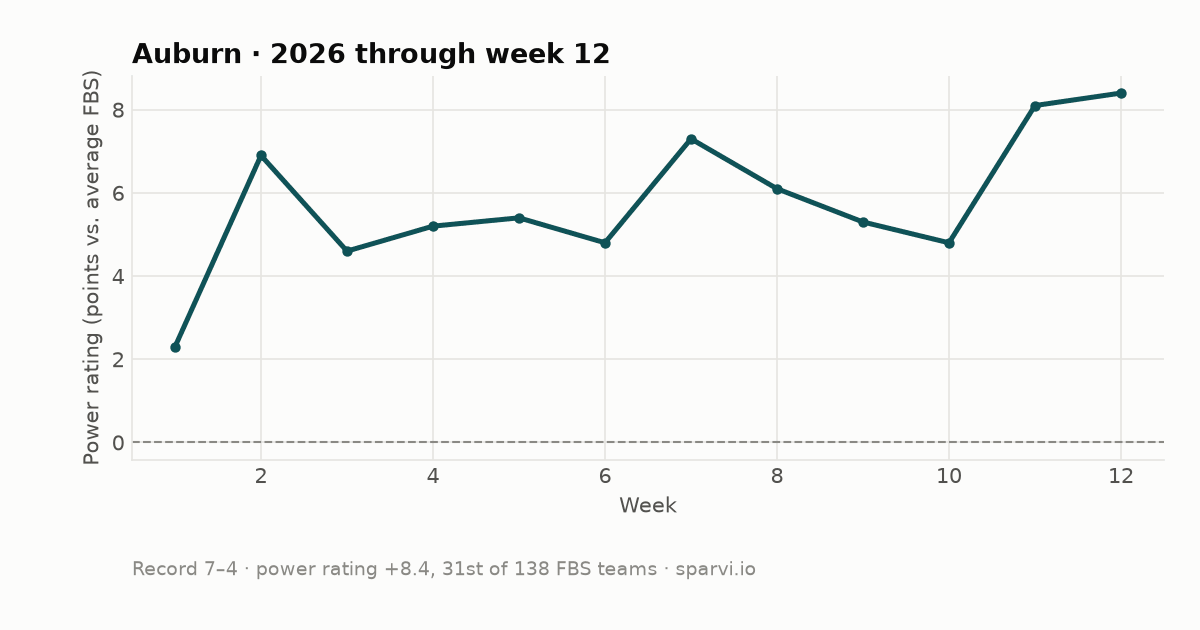 Auburn · 2026 through week 12
Power rating (points vs. average FBS)
8
6
4
2
0
2 4 6 8 10 12
Week
Record 7–4 · power rating +8.4, 31st of 138 FBS teams · sparvi.io